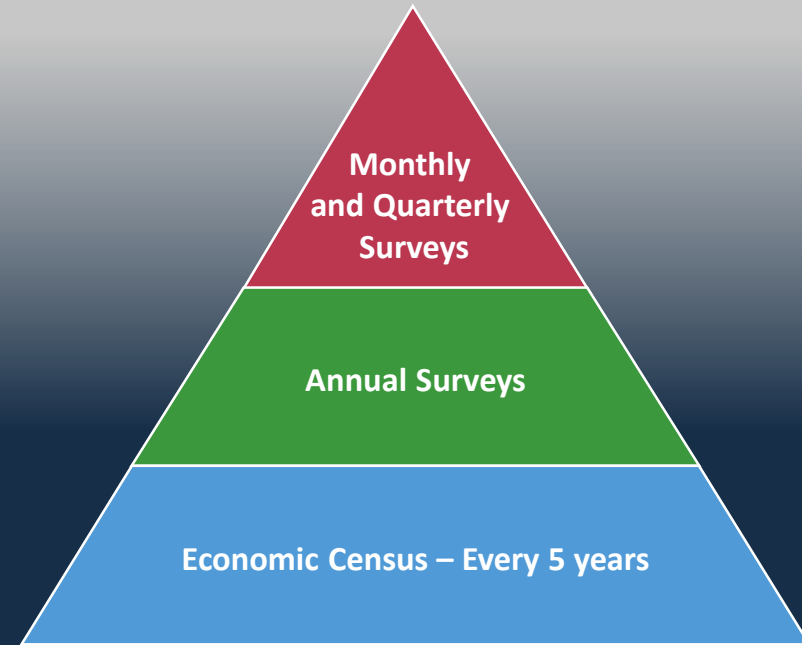 Monthly
and Quarterly
Surveys
Annual Surveys
Economic Census – Every 5 years